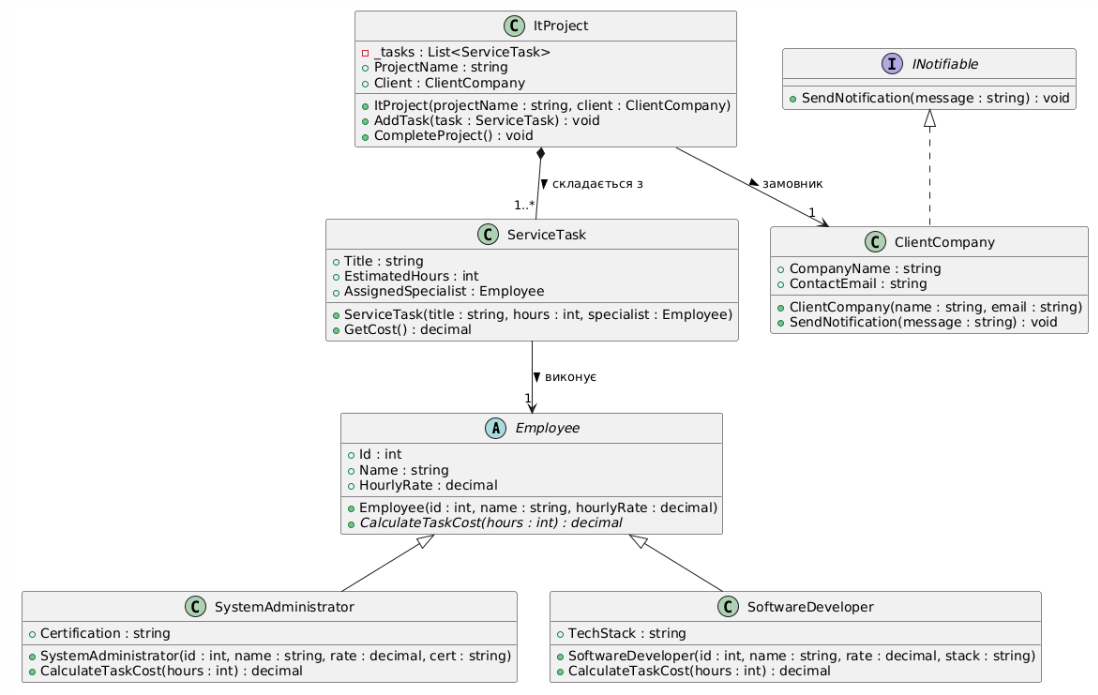 C ItProject
_tasks : List<ServiceTask>
ProjectName : string
Client : ClientCompany
ItProject(projectName : string, client : ClientCompany)
AddTask(task : ServiceTask) : void
CompleteProject() : void
I INotifiable
SendNotification(message : string) : void
складається з
1..*
замовник
1
C ServiceTask
Title : string
EstimatedHours : int
AssignedSpecialist : Employee
ServiceTask(title : string, hours : int, specialist : Employee)
GetCost() : decimal
C ClientCompany
CompanyName : string
ContactEmail : string
ClientCompany(name : string, email : string)
SendNotification(message : string) : void
виконує
1
A Employee
Id : int
Name : string
HourlyRate : decimal
Employee(id : int, name : string, hourlyRate : decimal)
CalculateTaskCost(hours : int) : decimal
C SystemAdministrator
Certification : string
SystemAdministrator(id : int, name : string, rate : decimal, cert : string)
CalculateTaskCost(hours : int) : decimal
C SoftwareDeveloper
TechStack : string
SoftwareDeveloper(id : int, name : string, rate : decimal, stack : string)
CalculateTaskCost(hours : int) : decimal